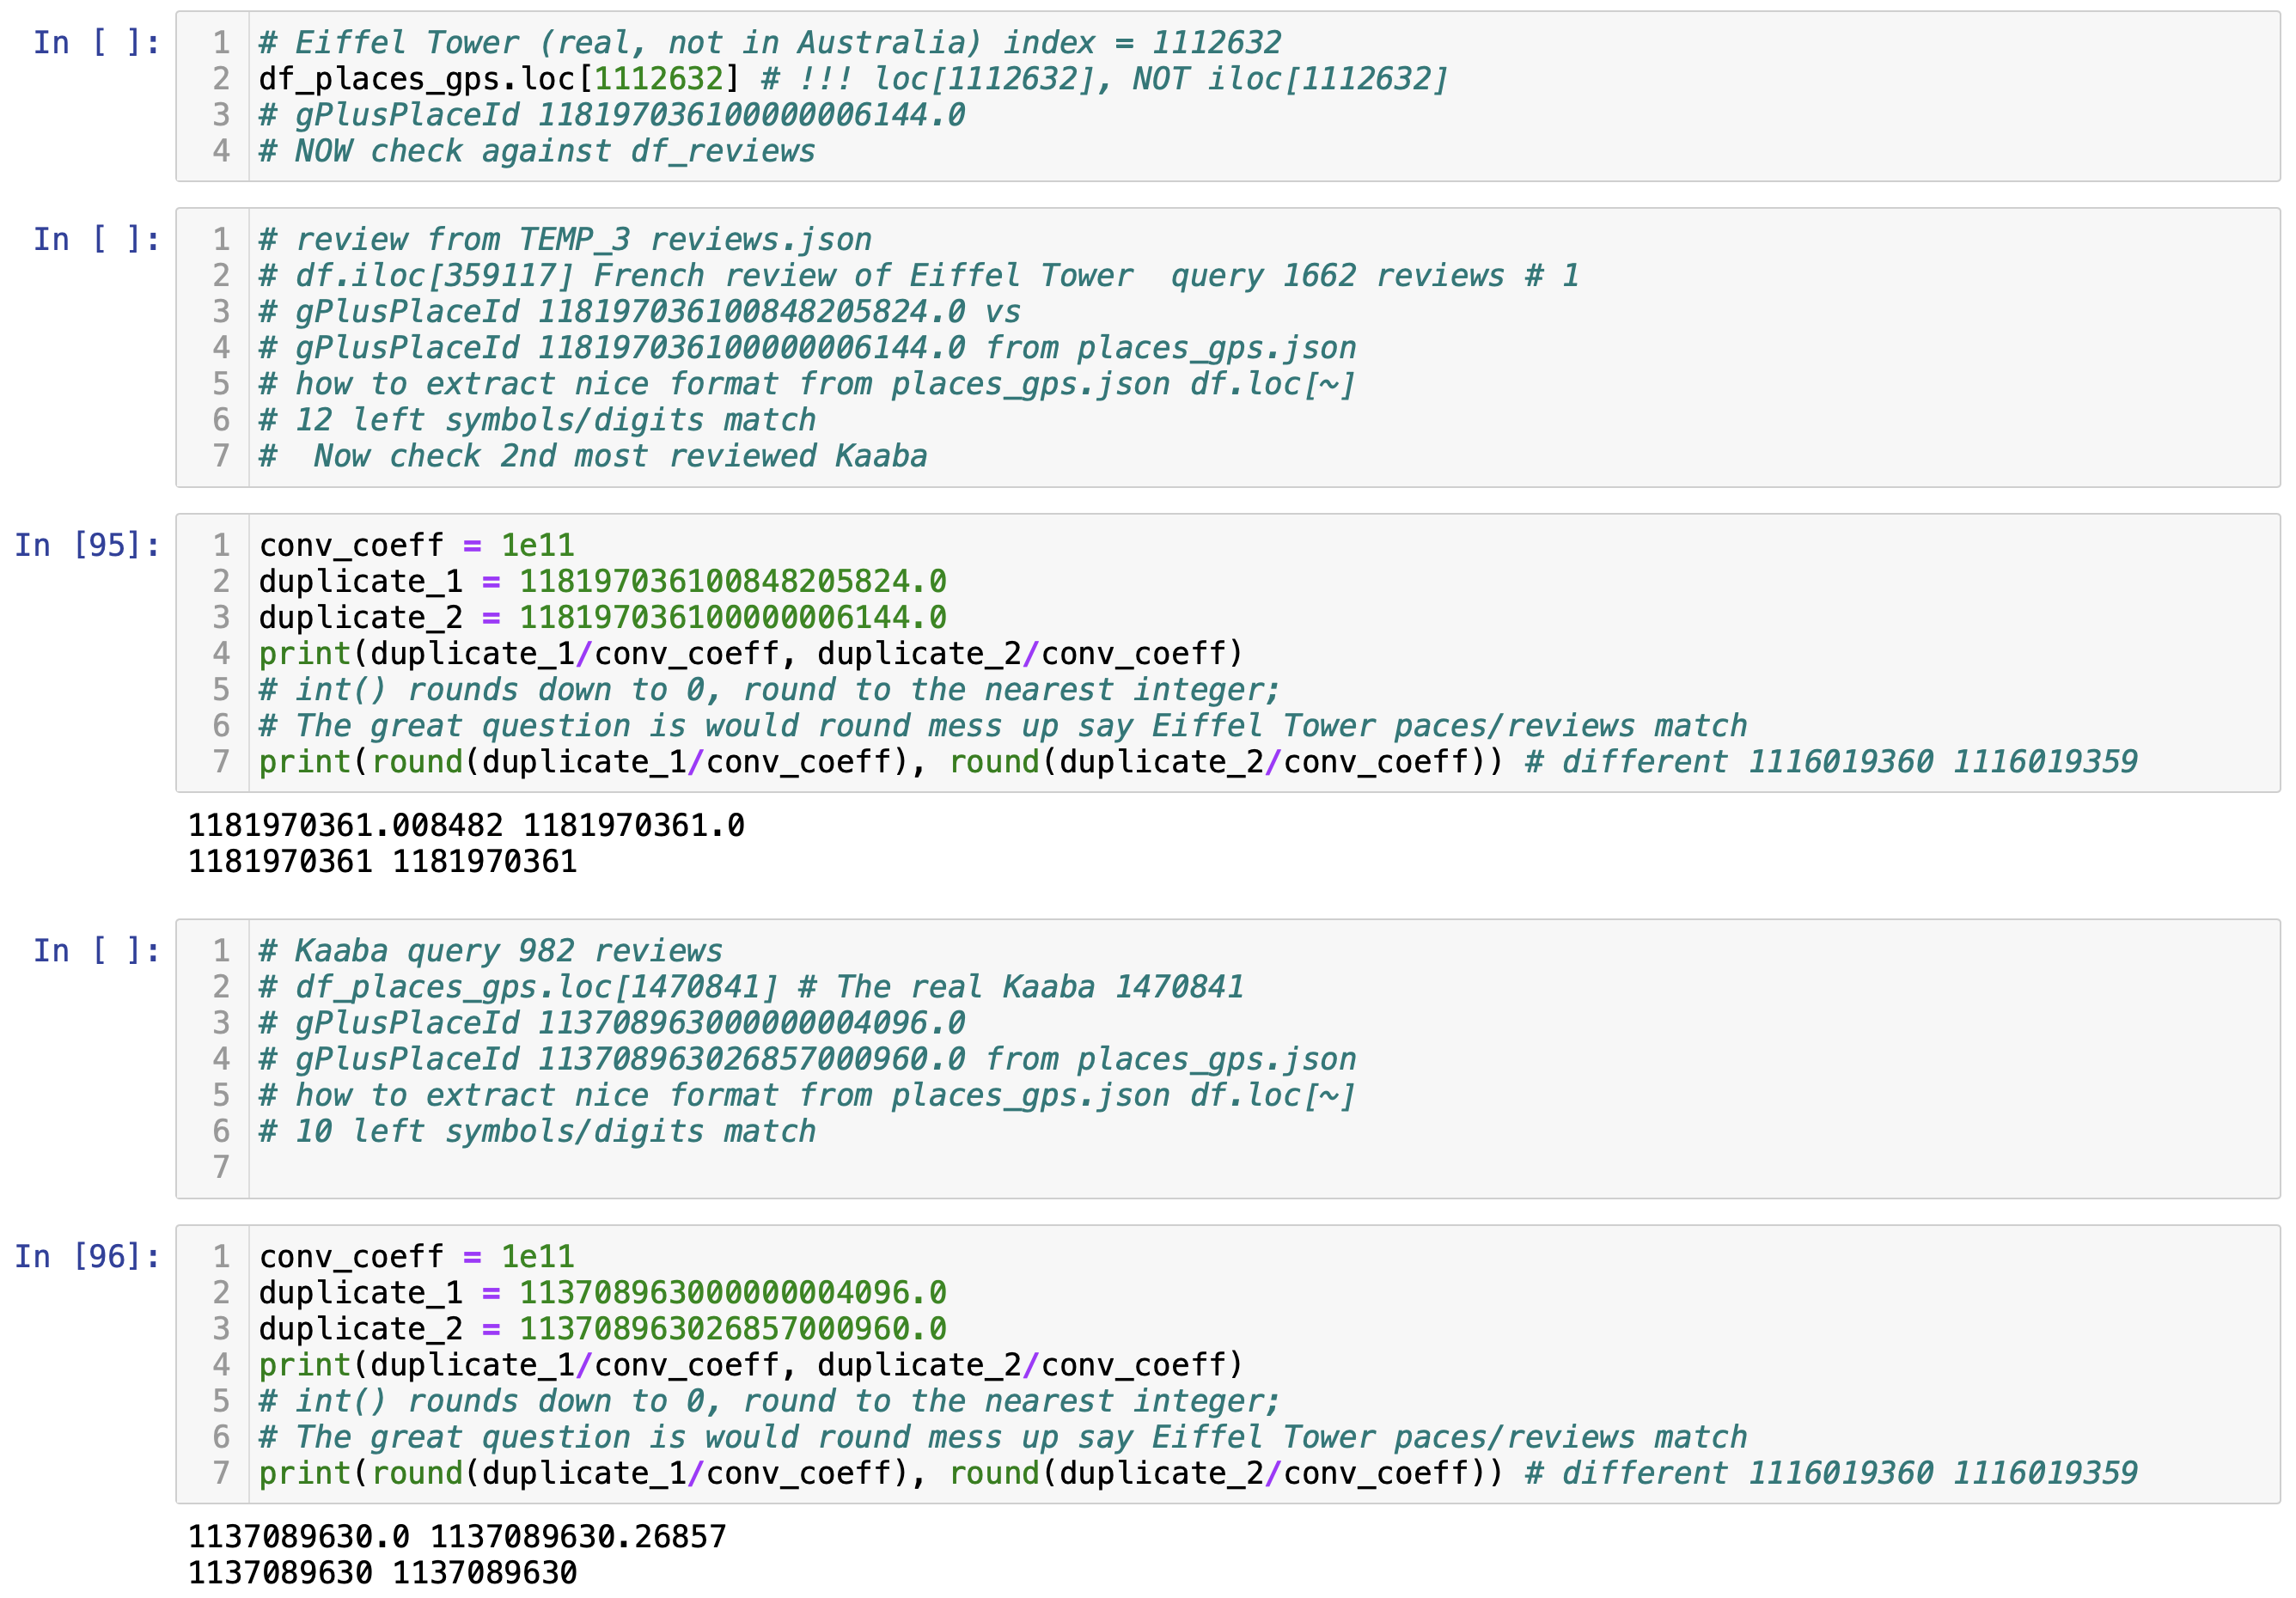 In [ ]:
1 # Eiffel Tower (real, not in Australia) index = 1112632
2 df_places_gps.loc[1112632] # !!! loc[1112632], NOT iloc[1112632]
3 # gPlusPlaceId 118197036100000006144.0
4 # NOW check against df_reviews
In [ ]:
1 # review from TEMP_3 reviews.json
2 # df.iloc[359117] French review of Eiffel Tower  query 1662 reviews # 1
3 # gPlusPlaceId 118197036100848205824.0 vs
4 # gPlusPlaceId 118197036100000006144.0 from places_gps.json
5 # how to extract nice format from places_gps.json df.loc[~]
6 # 12 left symbols/digits match
7 #  Now check 2nd most reviewed Kaaba
In [95]:
1 conv_coeff = 1e11
2 duplicate_1 = 118197036100848205824.0
3 duplicate_2 = 118197036100000006144.0
4 print(duplicate_1/conv_coeff, duplicate_2/conv_coeff)
5 # int() rounds down to 0, round to the nearest integer;
6 # The great question is would round mess up say Eiffel Tower paces/reviews match
7 print(round(duplicate_1/conv_coeff), round(duplicate_2/conv_coeff)) # different 1116019360 1116019359
1181970361.008482 1181970361.0
1181970361 1181970361
In [ ]:
1 # Kaaba query 982 reviews
2 # df_places_gps.loc[1470841] # The real Kaaba 1470841
3 # gPlusPlaceId 113708963000000004096.0
4 # gPlusPlaceId 113708963026857000960.0 from places_gps.json
5 # how to extract nice format from places_gps.json df.loc[~]
6 # 10 left symbols/digits match
7
In [96]:
1 conv_coeff = 1e11
2 duplicate_1 = 113708963000000004096.0
3 duplicate_2 = 113708963026857000960.0
4 print(duplicate_1/conv_coeff, duplicate_2/conv_coeff)
5 # int() rounds down to 0, round to the nearest integer;
6 # The great question is would round mess up say Eiffel Tower paces/reviews match
7 print(round(duplicate_1/conv_coeff), round(duplicate_2/conv_coeff)) # different 1116019360 1116019359
1137089630.0 1137089630.26857
1137089630 1137089630